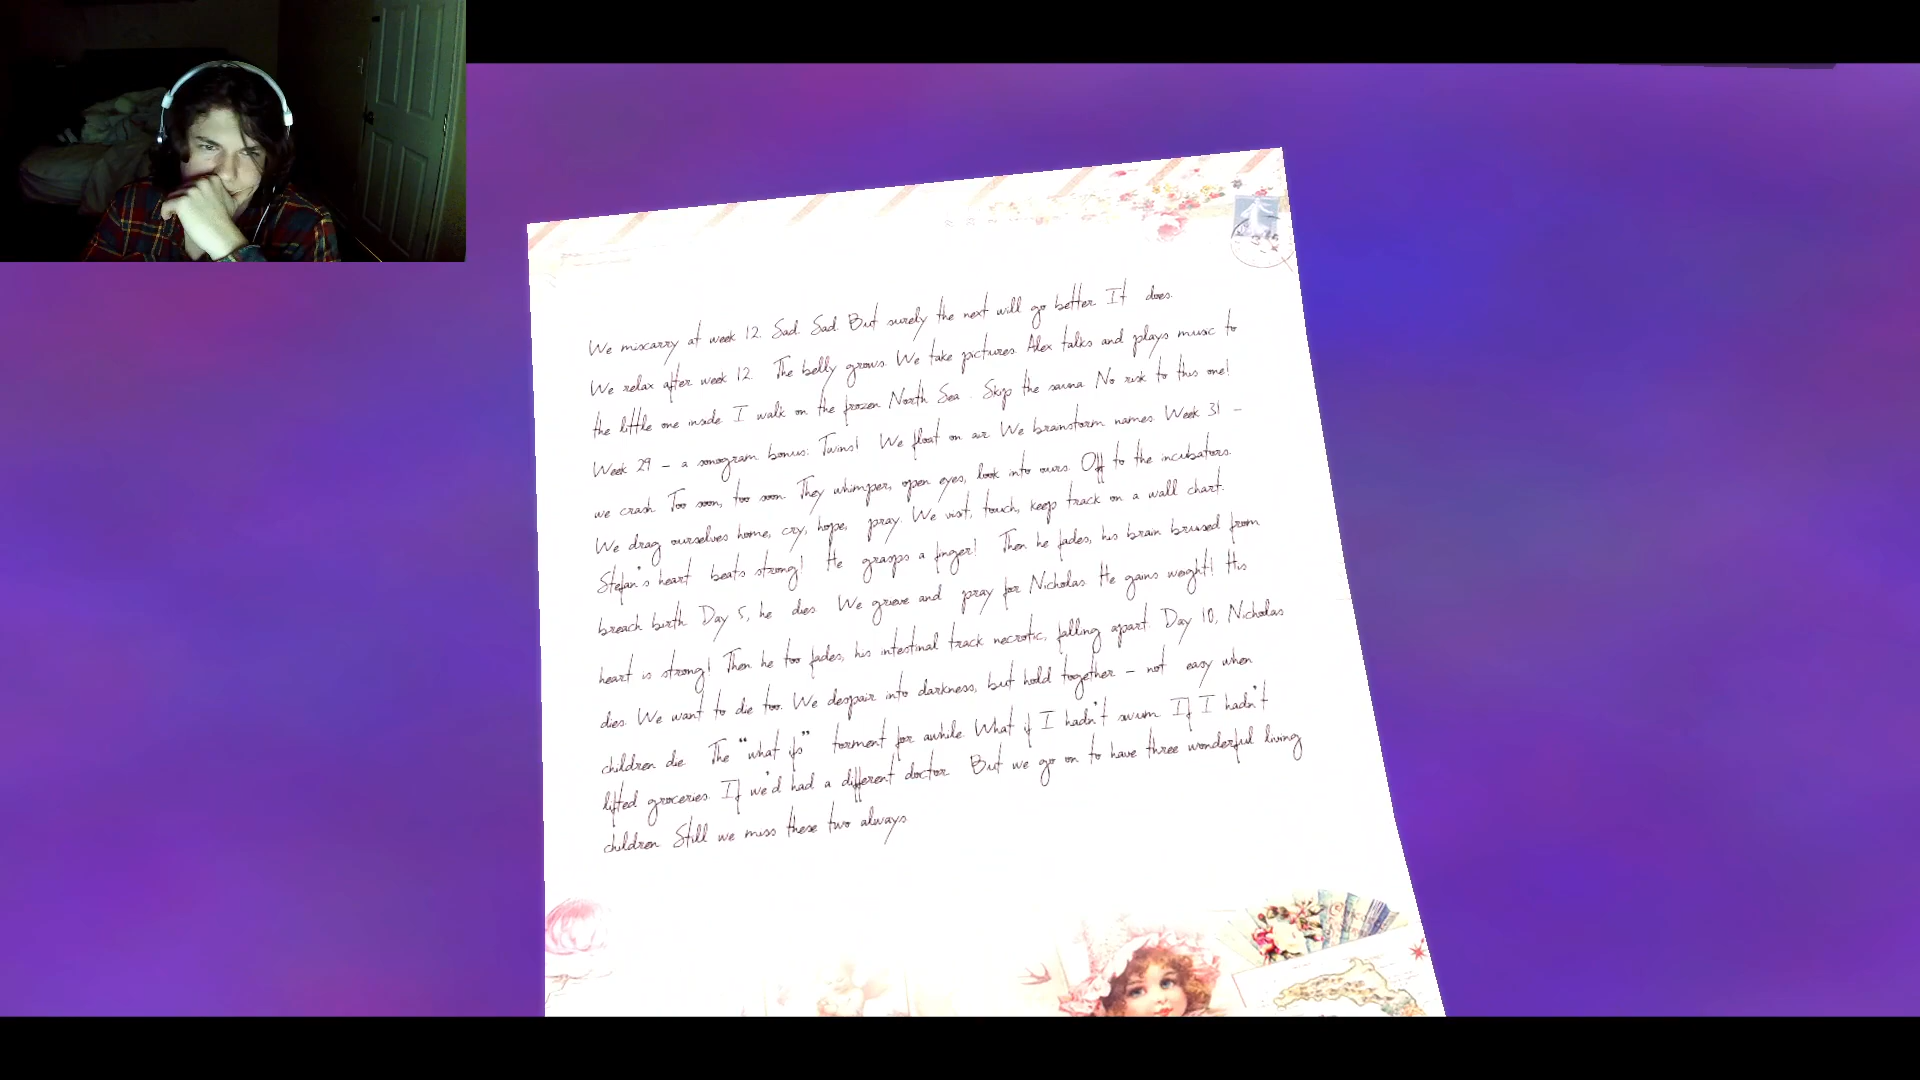 We miscarry at week 12. Sad. Sad. But surely the next will go better. It does.
We relax after week 12. The belly grows. We take pictures. Alex talks and plays music to
the little one inside. I walk on the frozen North Sea. Skip the sauna. No risk to this one!
Week 29 – a sonogram bonus: Twins! We float on air. We brainstorm names. Week 31 –
we crash. Too soon, too soon. They whimper, open eyes, look into ours. Off to the incubators.
We drag ourselves home, cry, hope, pray. We visit, touch, keep track on a wall chart.
Stefan's heart beats strong! He grasps a finger! Then he fades, his brain bruised from
breach birth. Day 5, he dies. We grieve and pray for Nicholas. He gains weight! His
heart is strong! Then he too fades, his intestinal track necrotic, falling apart. Day 10, Nicholas
dies. We want to die too. We despair into darkness, but hold together – not easy when
children die. The "what ifs" torment for awhile. What if I hadn't swum. If I hadn't
lifted groceries. If we'd had a different doctor. But we go on to have three wonderful living
children. Still we miss these two always.